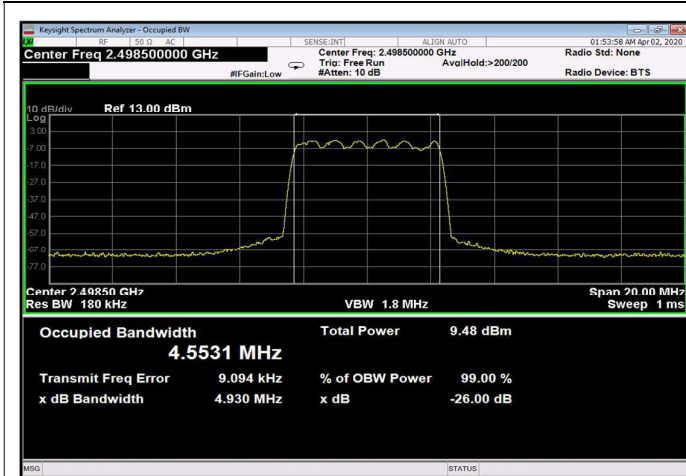 Keysight Spectrum Analyzer - Occupied BW
RF 50 Ω AC SENSE:INT ALIGN AUTO 01:53:58 AM Apr 02, 2020
Center Freq 2.498500000 GHz Center Freq: 2.498500000 GHz Radio Std: None
Trig: Free Run Avg|Hold:>200/200
#IFGain:Low #Atten: 10 dB Radio Device: BTS
10 dB/div Ref 13.00 dBm
Log
3.00
-7.00
-17.0
-27.0
-37.0
-47.0
-57.0
-67.0
-77.0
Center 2.49850 GHz Span 20.00 MHz
Res BW 180 kHz VBW 1.8 MHz Sweep 1 ms
Occupied Bandwidth Total Power 9.48 dBm
4.5531 MHz
Transmit Freq Error 9.094 kHz % of OBW Power 99.00 %
x dB Bandwidth 4.930 MHz x dB -26.00 dB
MSG STATUS